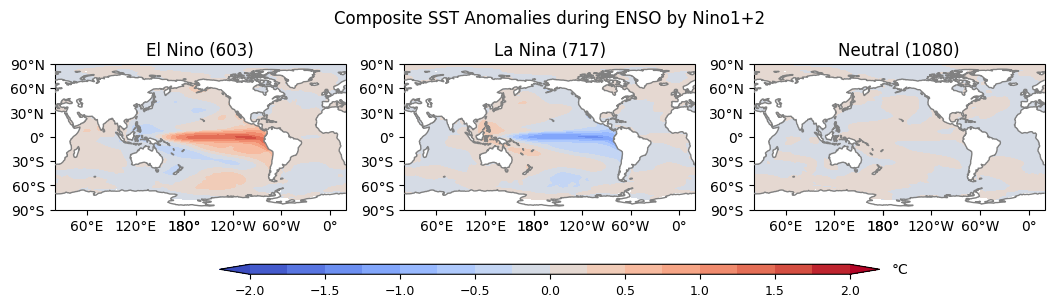 Composite SST Anomalies during ENSO by Nino1+2
El Nino (603) La Nina (717) Neutral (1080)
90°N 90°N 90°N
60°N 60°N 60°N
30°N 30°N 30°N
0° 0° 0°
30°S 30°S 30°S
60°S 60°S 60°S
90°S 90°S 90°S
60°E 120°E 180° 120°W 60°W 0° 60°E 120°E 180° 120°W 60°W 0° 60°E 120°E 180° 120°W 60°W 0°
°C
−2.0 −1.5 −1.0 −0.5 0.0 0.5 1.0 1.5 2.0